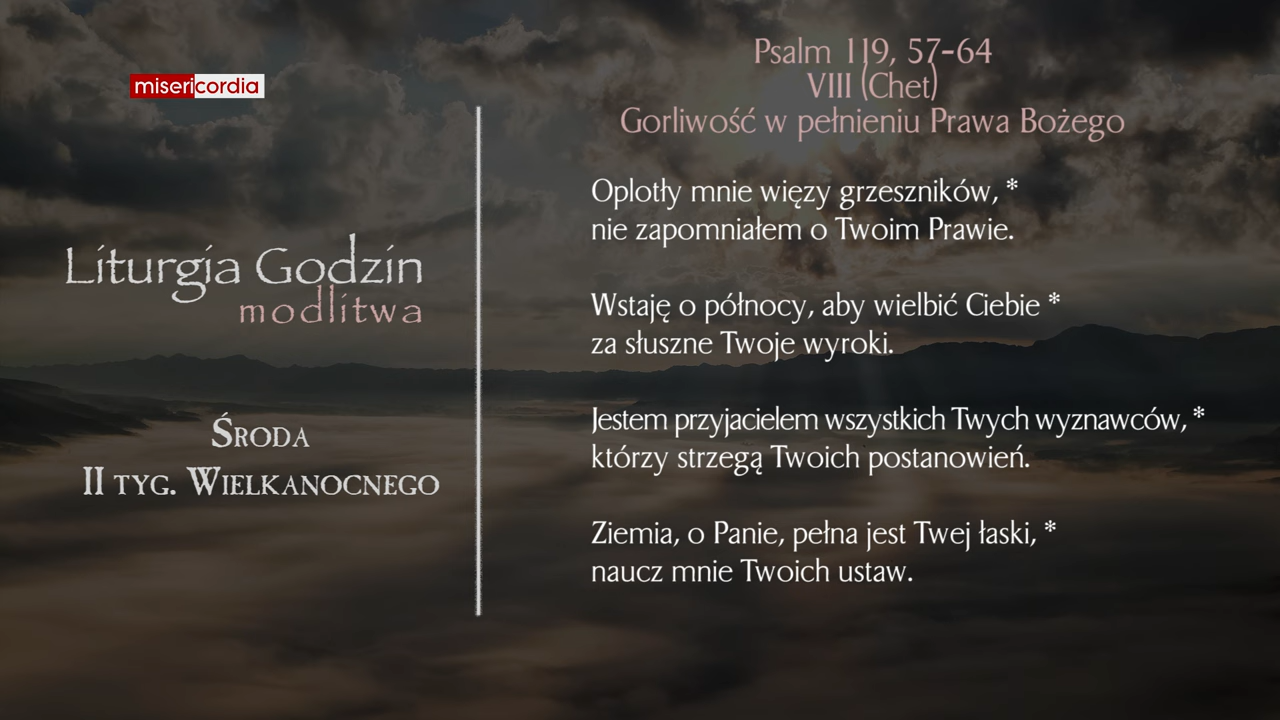 misericordia
Liturgia Godzin
modlitwa
Środa
II tyg. Wielkanocnego
Psalm 119, 57-64
VIII (Chet)
Gorliwość w pełnieniu Prawa Bożego
Oplotły mnie więzy grzeszników, *
nie zapomniałem o Twoim Prawie.
Wstaję o północy, aby wielbić Ciebie *
za słuszne Twoje wyroki.
Jestem przyjacielem wszystkich Twych wyznawców, *
którzy strzegą Twoich postanowień.
Ziemia, o Panie, pełna jest Twej łaski, *
naucz mnie Twoich ustaw.